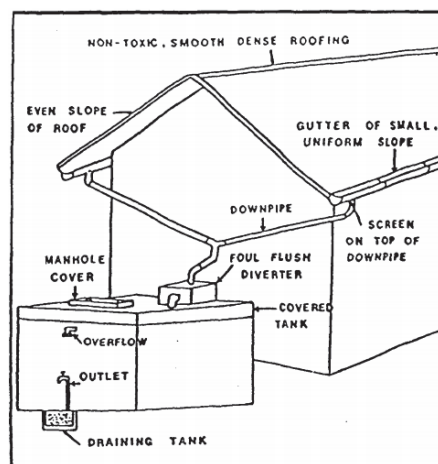 NON-TOXIC, SMOOTH DENSE ROOFING
EVEN SLOPE
OF ROOF
GUTTER OF SMALL,
UNIFORM SLOPE
DOWNPIPE
SCREEN
ON TOP OF
DOWNPIPE
MANHOLE
COVER
FOUL FLUSH
DIVERTER
COVERED
TANK
OVERFLOW
OUTLET
DRAINING TANK